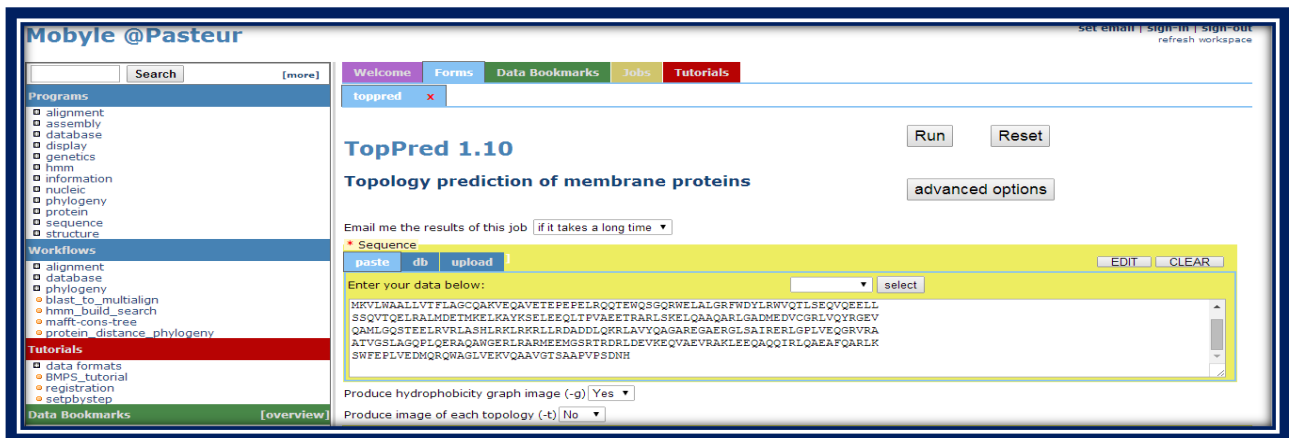 Mobyle @Pasteur
set email | sign-in | sign-out
refresh workspace
Search [more]
Programs
alignment
assembly
database
display
genetics
hmm
information
nucleic
phylogeny
protein
sequence
structure
Workflows
alignment
database
phylogeny
blast_to_multialign
hmm_build_search
mafft-cons-tree
protein_distance_phylogeny
Tutorials
data formats
BMPS_tutorial
registration
setpbystep
Data Bookmarks [overview]
Welcome Forms Data Bookmarks Jobs Tutorials
toppred x
TopPred 1.10
Run Reset
Topology prediction of membrane proteins
advanced options
Email me the results of this job if it takes a long time
* Sequence
paste db upload ]
EDIT CLEAR
Enter your data below: select
MKVLWAALLVTFLAGCQAKVEQAVETEPEPELRQQTEWQSGQRWELALGRFWDYLRWVQTLSEQVQEELL
SSQVTQELRALMDETMKELKAYKSELEEQLTPVAEETRARLSKELQAAQARLGADMEDVCGRLVQYRGEV
QAMLGQSTEELRVRLASHLRKLRKRLLRDADDLQKRLAVYQAGAREGAERGLSAIRERLGPLVEQGRVRA
ATVGSLAGQPLQERAQAWGERLRARMEEMGSRTRDRLDEVKEQVAEVRAKLEEQAQQIRLQAEAFQARLK
SWFEPLVEDMQRQWAGLVEKVQAAVGTSAAPVPSDNH
Produce hydrophobicity graph image (-g) Yes
Produce image of each topology (-t) No